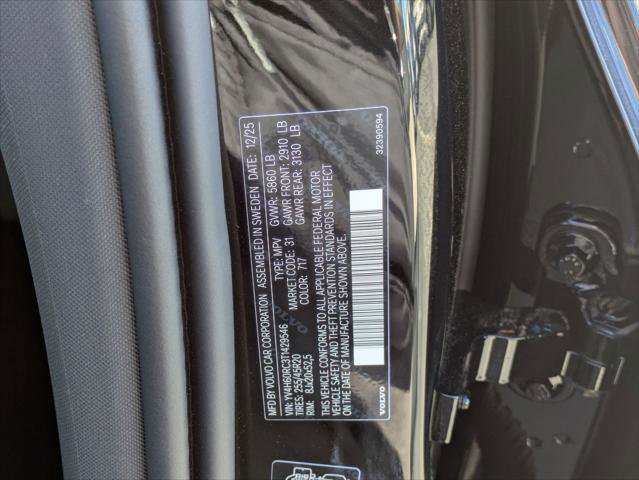 MFD BY VOLVO CAR CORPORATION ASSEMBLED IN SWEDEN DATE: 12/25
VIN: YV4H60RC3T1429546 TYPE: MPV GVWR: 5860 LB
TIRES: 255/45R20 MARKET CODE: 31 GAWR FRONT: 2910 LB
RIM: 8Jx20x52,5 COLOR: 717 GAWR REAR: 3130 LB
THIS VEHICLE CONFORMS TO ALL APPLICABLE FEDERAL MOTOR
VEHICLE SAFETY AND THEFT PREVENTION STANDARDS IN EFFECT
ON THE DATE OF MANUFACTURE SHOWN ABOVE.
VOLVO 32390594